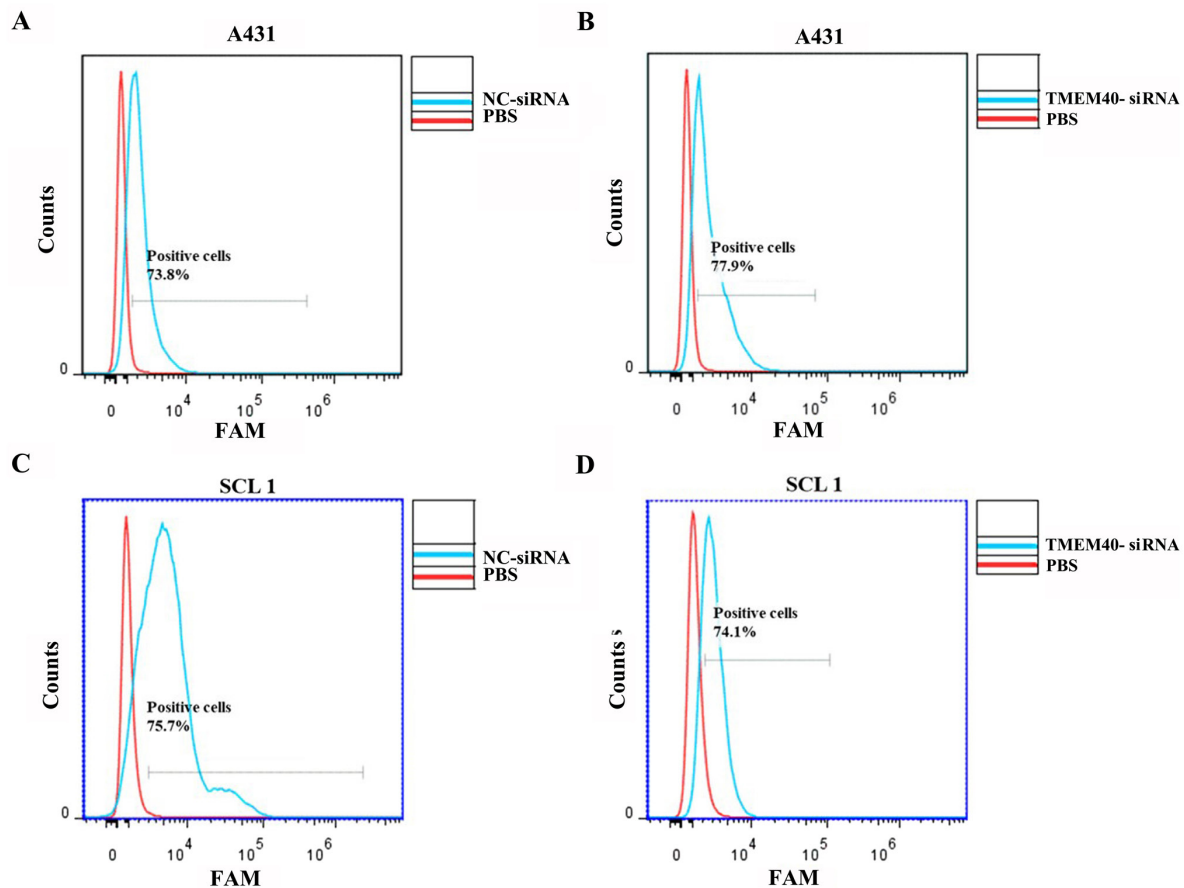 A
A431
NC-siRNA
PBS
Counts
Positive cells
73.8%
0
0
10^4
10^5
10^6
FAM
B
A431
TMEM40- siRNA
PBS
Counts
Positive cells
77.9%
0
0
10^4
10^5
10^6
FAM
C
SCL 1
NC-siRNA
PBS
Counts
Positive cells
75.7%
0
0
10^4
10^5
10^6
FAM
D
SCL 1
TMEM40- siRNA
PBS
Counts s
Positive cells
74.1%
0
0
10^4
10^5
10^6
FAM